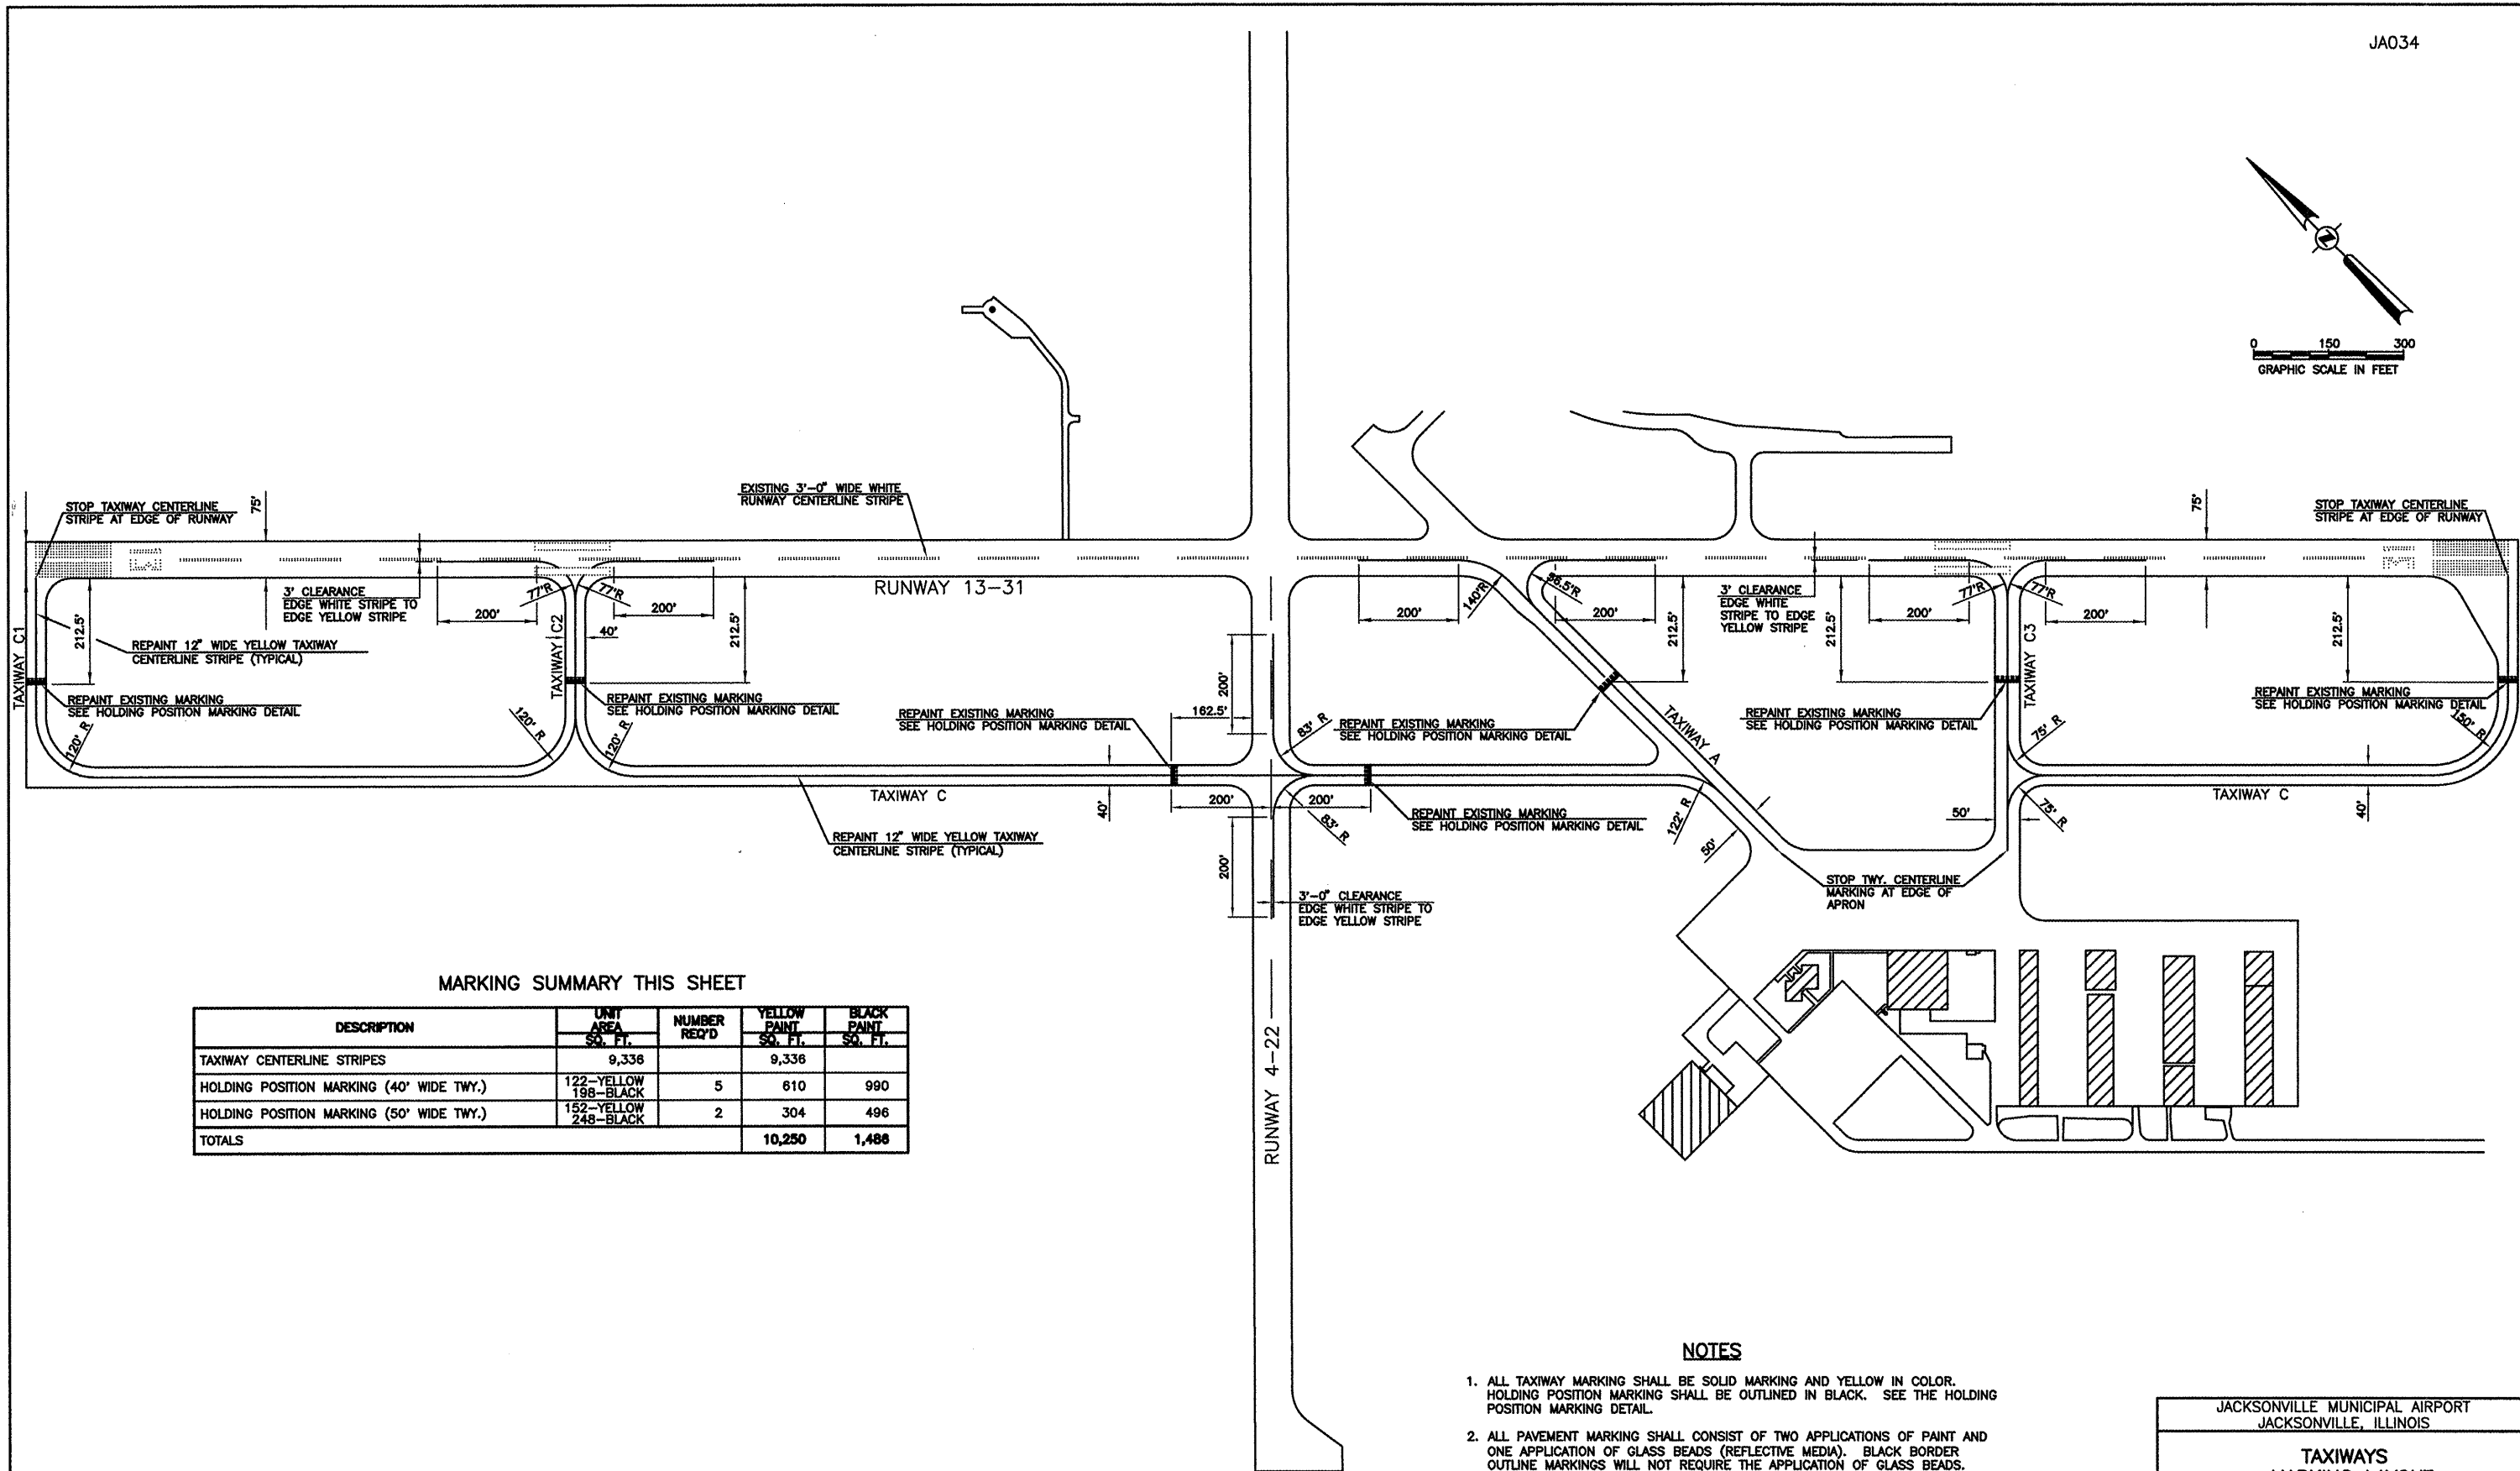 JA034
0 150 300
GRAPHIC SCALE IN FEET
STOP TAXIWAY CENTERLINE
STRIPE AT EDGE OF RUNWAY
75'
EXISTING 3'-0" WIDE WHITE
RUNWAY CENTERLINE STRIPE
75'
STOP TAXIWAY CENTERLINE
STRIPE AT EDGE OF RUNWAY
RUNWAY 13-31
3' CLEARANCE
EDGE WHITE STRIPE TO
EDGE YELLOW STRIPE
200'
77'R
77'R
200'
40'
212.5'
212.5'
TAXIWAY C1
TAXIWAY C2
REPAINT 12" WIDE YELLOW TAXIWAY
CENTERLINE STRIPE (TYPICAL)
REPAINT EXISTING MARKING
SEE HOLDING POSITION MARKING DETAIL
120' R
120' R
120' R
REPAINT EXISTING MARKING
SEE HOLDING POSITION MARKING DETAIL
REPAINT EXISTING MARKING
SEE HOLDING POSITION MARKING DETAIL
162.5'
200'
83' R
REPAINT EXISTING MARKING
SEE HOLDING POSITION MARKING DETAIL
200'
140'R
86.5'R
200'
212.5'
3' CLEARANCE
EDGE WHITE
STRIPE TO EDGE
YELLOW STRIPE
200'
77'R
77'R
200'
212.5'
212.5'
TAXIWAY C3
TAXIWAY A
REPAINT EXISTING MARKING
SEE HOLDING POSITION MARKING DETAIL
75' R
REPAINT EXISTING MARKING
SEE HOLDING POSITION MARKING DETAIL
150' R
TAXIWAY C
40'
200'
200'
83' R
REPAINT EXISTING MARKING
SEE HOLDING POSITION MARKING DETAIL
122' R
50'
50'
75' R
TAXIWAY C
40'
REPAINT 12" WIDE YELLOW TAXIWAY
CENTERLINE STRIPE (TYPICAL)
200'
3'-0" CLEARANCE
EDGE WHITE STRIPE TO
EDGE YELLOW STRIPE
STOP TWY. CENTERLINE
MARKING AT EDGE OF
APRON
RUNWAY 4-22
MARKING SUMMARY THIS SHEET
DESCRIPTION UNIT AREA SQ. FT. NUMBER REQ'D YELLOW PAINT SQ. FT. BLACK PAINT SQ. FT.
TAXIWAY CENTERLINE STRIPES 9,336 9,336
HOLDING POSITION MARKING (40' WIDE TWY.) 122-YELLOW 198-BLACK 5 610 990
HOLDING POSITION MARKING (50' WIDE TWY.) 152-YELLOW 248-BLACK 2 304 496
TOTALS 10,250 1,486
NOTES
1. ALL TAXIWAY MARKING SHALL BE SOLID MARKING AND YELLOW IN COLOR.
HOLDING POSITION MARKING SHALL BE OUTLINED IN BLACK. SEE THE HOLDING
POSITION MARKING DETAIL.
2. ALL PAVEMENT MARKING SHALL CONSIST OF TWO APPLICATIONS OF PAINT AND
ONE APPLICATION OF GLASS BEADS (REFLECTIVE MEDIA). BLACK BORDER
OUTLINE MARKINGS WILL NOT REQUIRE THE APPLICATION OF GLASS BEADS.
JACKSONVILLE MUNICIPAL AIRPORT
JACKSONVILLE, ILLINOIS
TAXIWAYS